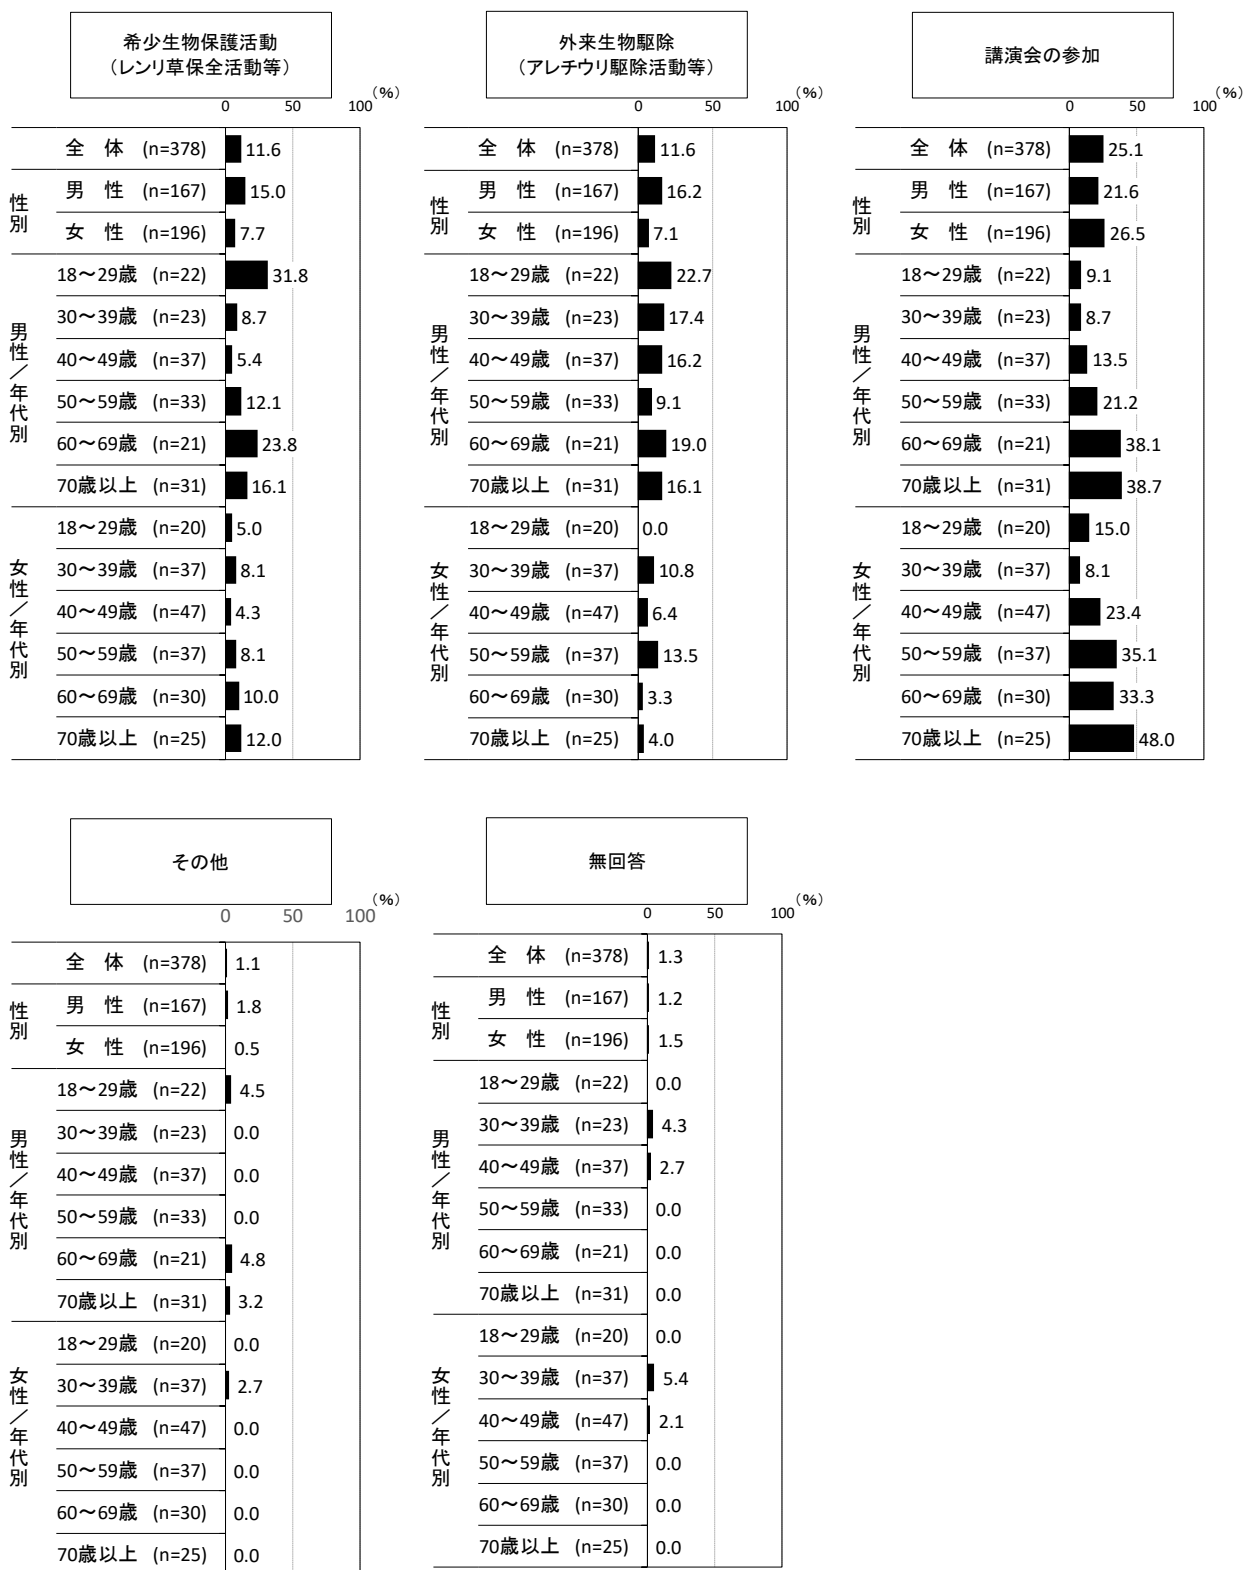 希少生物保護活動
（レンリ草保全活動等）
0 50 100 （%）
全　体 (n=378) 11.6
性別
男　性 (n=167) 15.0
女　性 (n=196) 7.7
男性／年代別
18～29歳 (n=22) 31.8
30～39歳 (n=23) 8.7
40～49歳 (n=37) 5.4
50～59歳 (n=33) 12.1
60～69歳 (n=21) 23.8
70歳以上 (n=31) 16.1
女性／年代別
18～29歳 (n=20) 5.0
30～39歳 (n=37) 8.1
40～49歳 (n=47) 4.3
50～59歳 (n=37) 8.1
60～69歳 (n=30) 10.0
70歳以上 (n=25) 12.0
外来生物駆除
（アレチウリ駆除活動等）
0 50 100 （%）
全　体 (n=378) 11.6
性別
男　性 (n=167) 16.2
女　性 (n=196) 7.1
男性／年代別
18～29歳 (n=22) 22.7
30～39歳 (n=23) 17.4
40～49歳 (n=37) 16.2
50～59歳 (n=33) 9.1
60～69歳 (n=21) 19.0
70歳以上 (n=31) 16.1
女性／年代別
18～29歳 (n=20) 0.0
30～39歳 (n=37) 10.8
40～49歳 (n=47) 6.4
50～59歳 (n=37) 13.5
60～69歳 (n=30) 3.3
70歳以上 (n=25) 4.0
講演会の参加
0 50 100 （%）
全　体 (n=378) 25.1
性別
男　性 (n=167) 21.6
女　性 (n=196) 26.5
男性／年代別
18～29歳 (n=22) 9.1
30～39歳 (n=23) 8.7
40～49歳 (n=37) 13.5
50～59歳 (n=33) 21.2
60～69歳 (n=21) 38.1
70歳以上 (n=31) 38.7
女性／年代別
18～29歳 (n=20) 15.0
30～39歳 (n=37) 8.1
40～49歳 (n=47) 23.4
50～59歳 (n=37) 35.1
60～69歳 (n=30) 33.3
70歳以上 (n=25) 48.0
その他
0 50 100 （%）
全　体 (n=378) 1.1
性別
男　性 (n=167) 1.8
女　性 (n=196) 0.5
男性／年代別
18～29歳 (n=22) 4.5
30～39歳 (n=23) 0.0
40～49歳 (n=37) 0.0
50～59歳 (n=33) 0.0
60～69歳 (n=21) 4.8
70歳以上 (n=31) 3.2
女性／年代別
18～29歳 (n=20) 0.0
30～39歳 (n=37) 2.7
40～49歳 (n=47) 0.0
50～59歳 (n=37) 0.0
60～69歳 (n=30) 0.0
70歳以上 (n=25) 0.0
無回答
0 50 100 （%）
全　体 (n=378) 1.3
性別
男　性 (n=167) 1.2
女　性 (n=196) 1.5
男性／年代別
18～29歳 (n=22) 0.0
30～39歳 (n=23) 4.3
40～49歳 (n=37) 2.7
50～59歳 (n=33) 0.0
60～69歳 (n=21) 0.0
70歳以上 (n=31) 0.0
女性／年代別
18～29歳 (n=20) 0.0
30～39歳 (n=37) 5.4
40～49歳 (n=47) 2.1
50～59歳 (n=37) 0.0
60～69歳 (n=30) 0.0
70歳以上 (n=25) 0.0